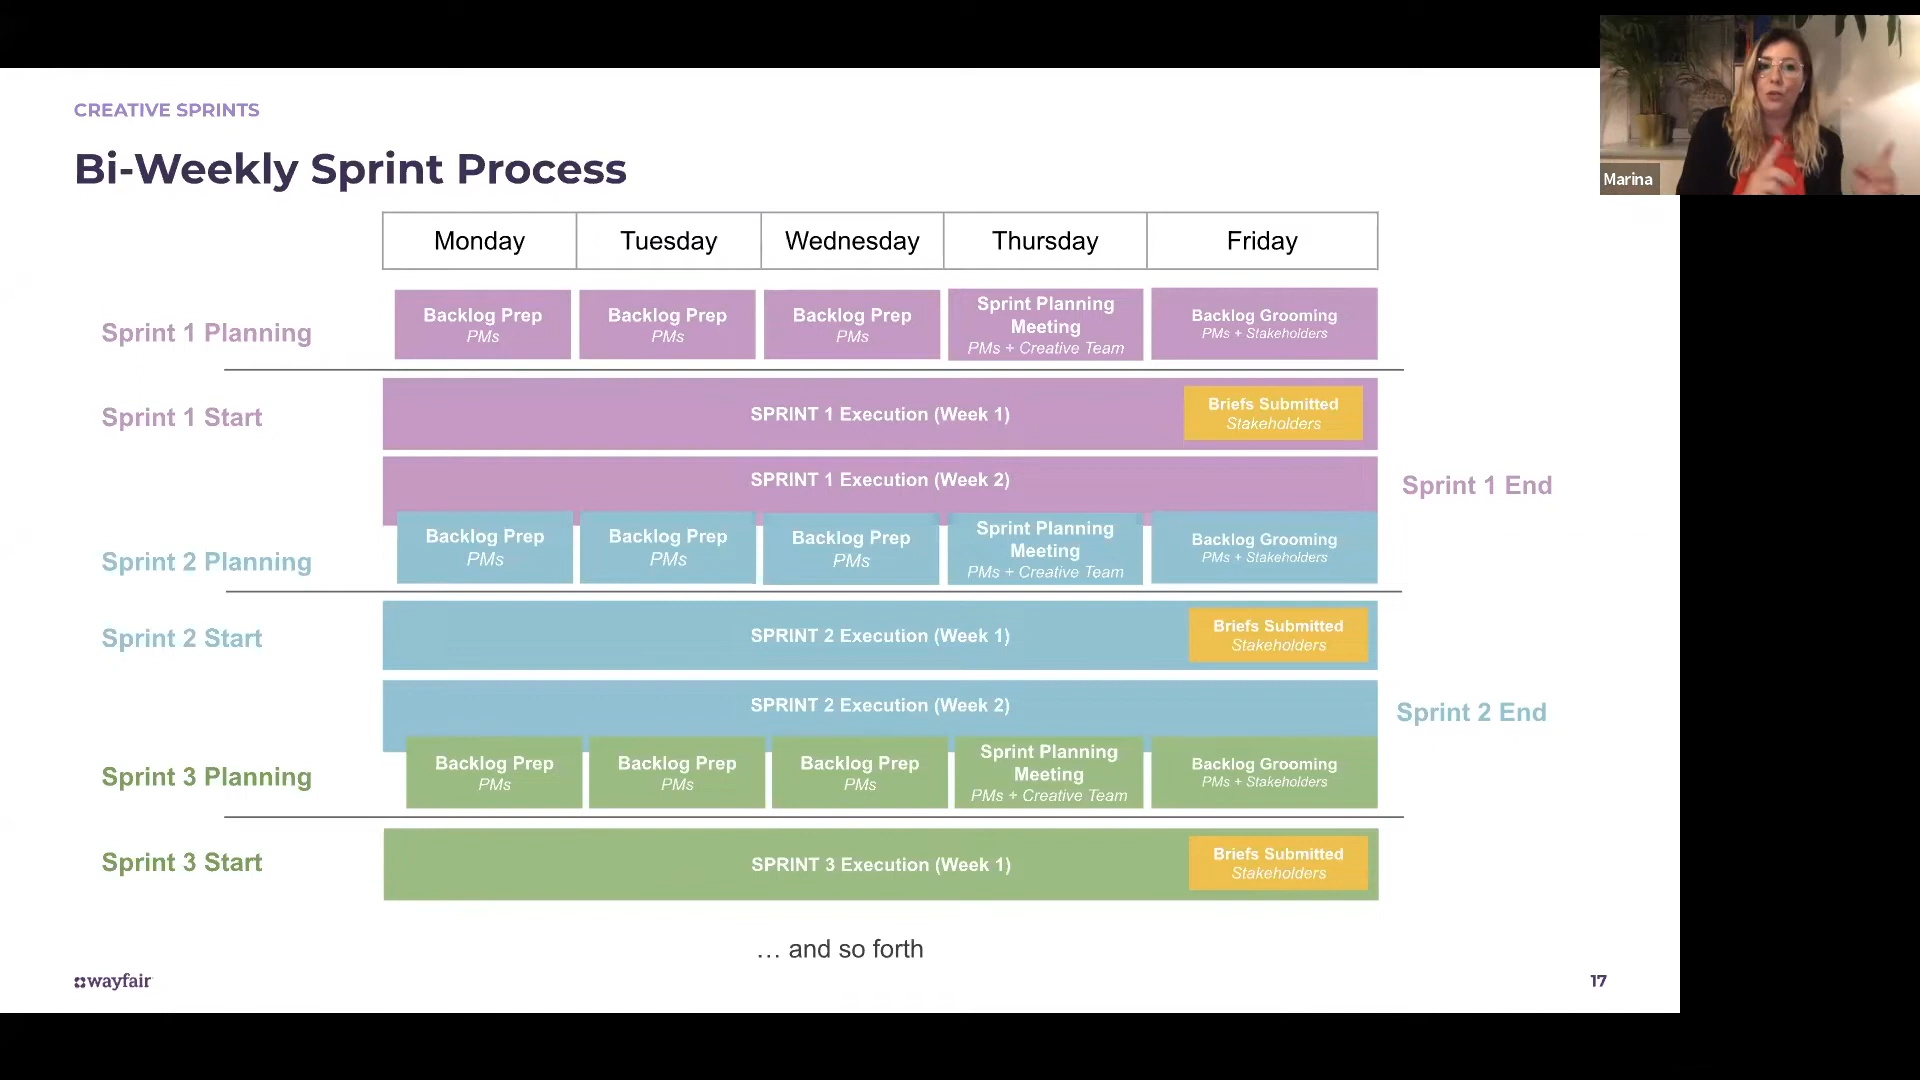 CREATIVE SPRINTS
Bi-Weekly Sprint Process
Marina
Monday Tuesday Wednesday Thursday Friday
Sprint 1 Planning
Backlog Prep
PMs
Backlog Prep
PMs
Backlog Prep
PMs
Sprint Planning
Meeting
PMs + Creative Team
Backlog Grooming
PMs + Stakeholders
Sprint 1 Start
SPRINT 1 Execution (Week 1)
Briefs Submitted
Stakeholders
SPRINT 1 Execution (Week 2)
Sprint 1 End
Sprint 2 Planning
Backlog Prep
PMs
Backlog Prep
PMs
Backlog Prep
PMs
Sprint Planning
Meeting
PMs + Creative Team
Backlog Grooming
PMs + Stakeholders
Sprint 2 Start
SPRINT 2 Execution (Week 1)
Briefs Submitted
Stakeholders
SPRINT 2 Execution (Week 2)
Sprint 2 End
Sprint 3 Planning
Backlog Prep
PMs
Backlog Prep
PMs
Backlog Prep
PMs
Sprint Planning
Meeting
PMs + Creative Team
Backlog Grooming
PMs + Stakeholders
Sprint 3 Start
SPRINT 3 Execution (Week 1)
Briefs Submitted
Stakeholders
… and so forth
wayfair
17